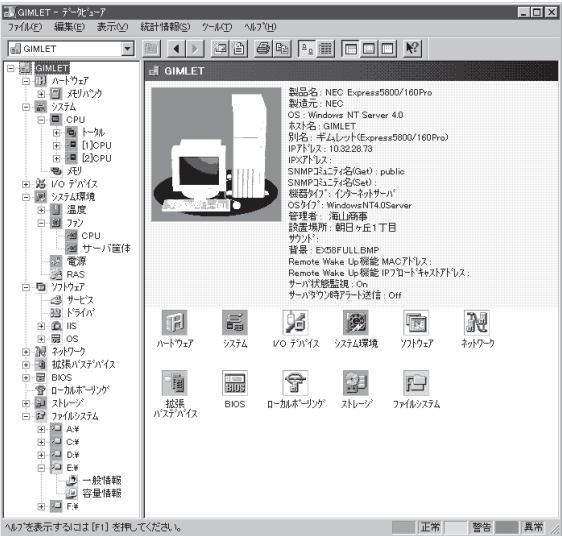 GIMLET - データビューア
ファイル(F) 編集(E) 表示(V) 統計情報(S) ツール(T) ヘルプ(H)
GIMLET
GIMLET
ハードウェア
メモリバンク
システム
CPU
トータル
[1]CPU
[2]CPU
メモリ
I/O デバイス
システム環境
温度
ファン
CPU
サーバ筐体
電源
RAS
ソフトウェア
サービス
ドライバ
IIS
OS
ネットワーク
拡張バスデバイス
BIOS
ローカルポーリング
ストレージ
ファイルシステム
A:¥
C:¥
D:¥
E:¥
一般情報
容量情報
F:¥
GIMLET
製品名 : NEC Express5800/160Pro
製造元 : NEC
OS : Windows NT Server 4.0
ホスト名 : GIMLET
別名 : ギムレット(Express5800/160Pro)
IPアドレス : 10.32.28.73
IPXアドレス :
SNMPコミュニティ名(Get) : public
SNMPコミュニティ名(Set) :
機器タイプ : インターネットサーバ
OSタイプ : WindowsNT4.0Server
管理者 : 海山商事
設置場所 : 朝日ヶ丘1丁目
サウンド :
背景 : EX58FULL.BMP
Remote Wake Up機能 MACアドレス :
Remote Wake Up機能 IPブロードキャストアドレス :
サーバ状態監視 : On
サーバダウン時アラート送信 : Off
ハードウェア
システム
I/O デバイス
システム環境
ソフトウェア
ネットワーク
拡張
バスデバイス
BIOS
ローカルポーリング
ストレージ
ファイルシステム
ヘルプを表示するには [F1] を押してください。
正常
警告
異常